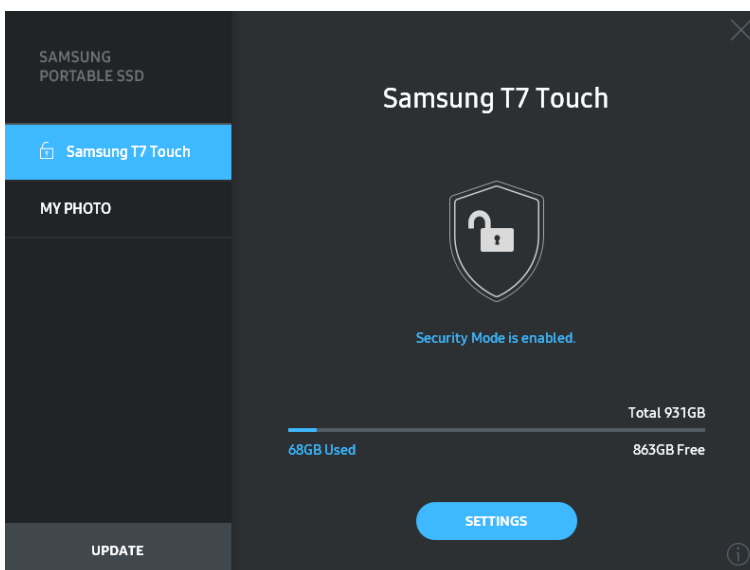 SAMSUNG
PORTABLE SSD
Samsung T7 Touch
MY PHOTO
UPDATE
Samsung T7 Touch
Security Mode is enabled.
Total 931GB
68GB Used
863GB Free
SETTINGS